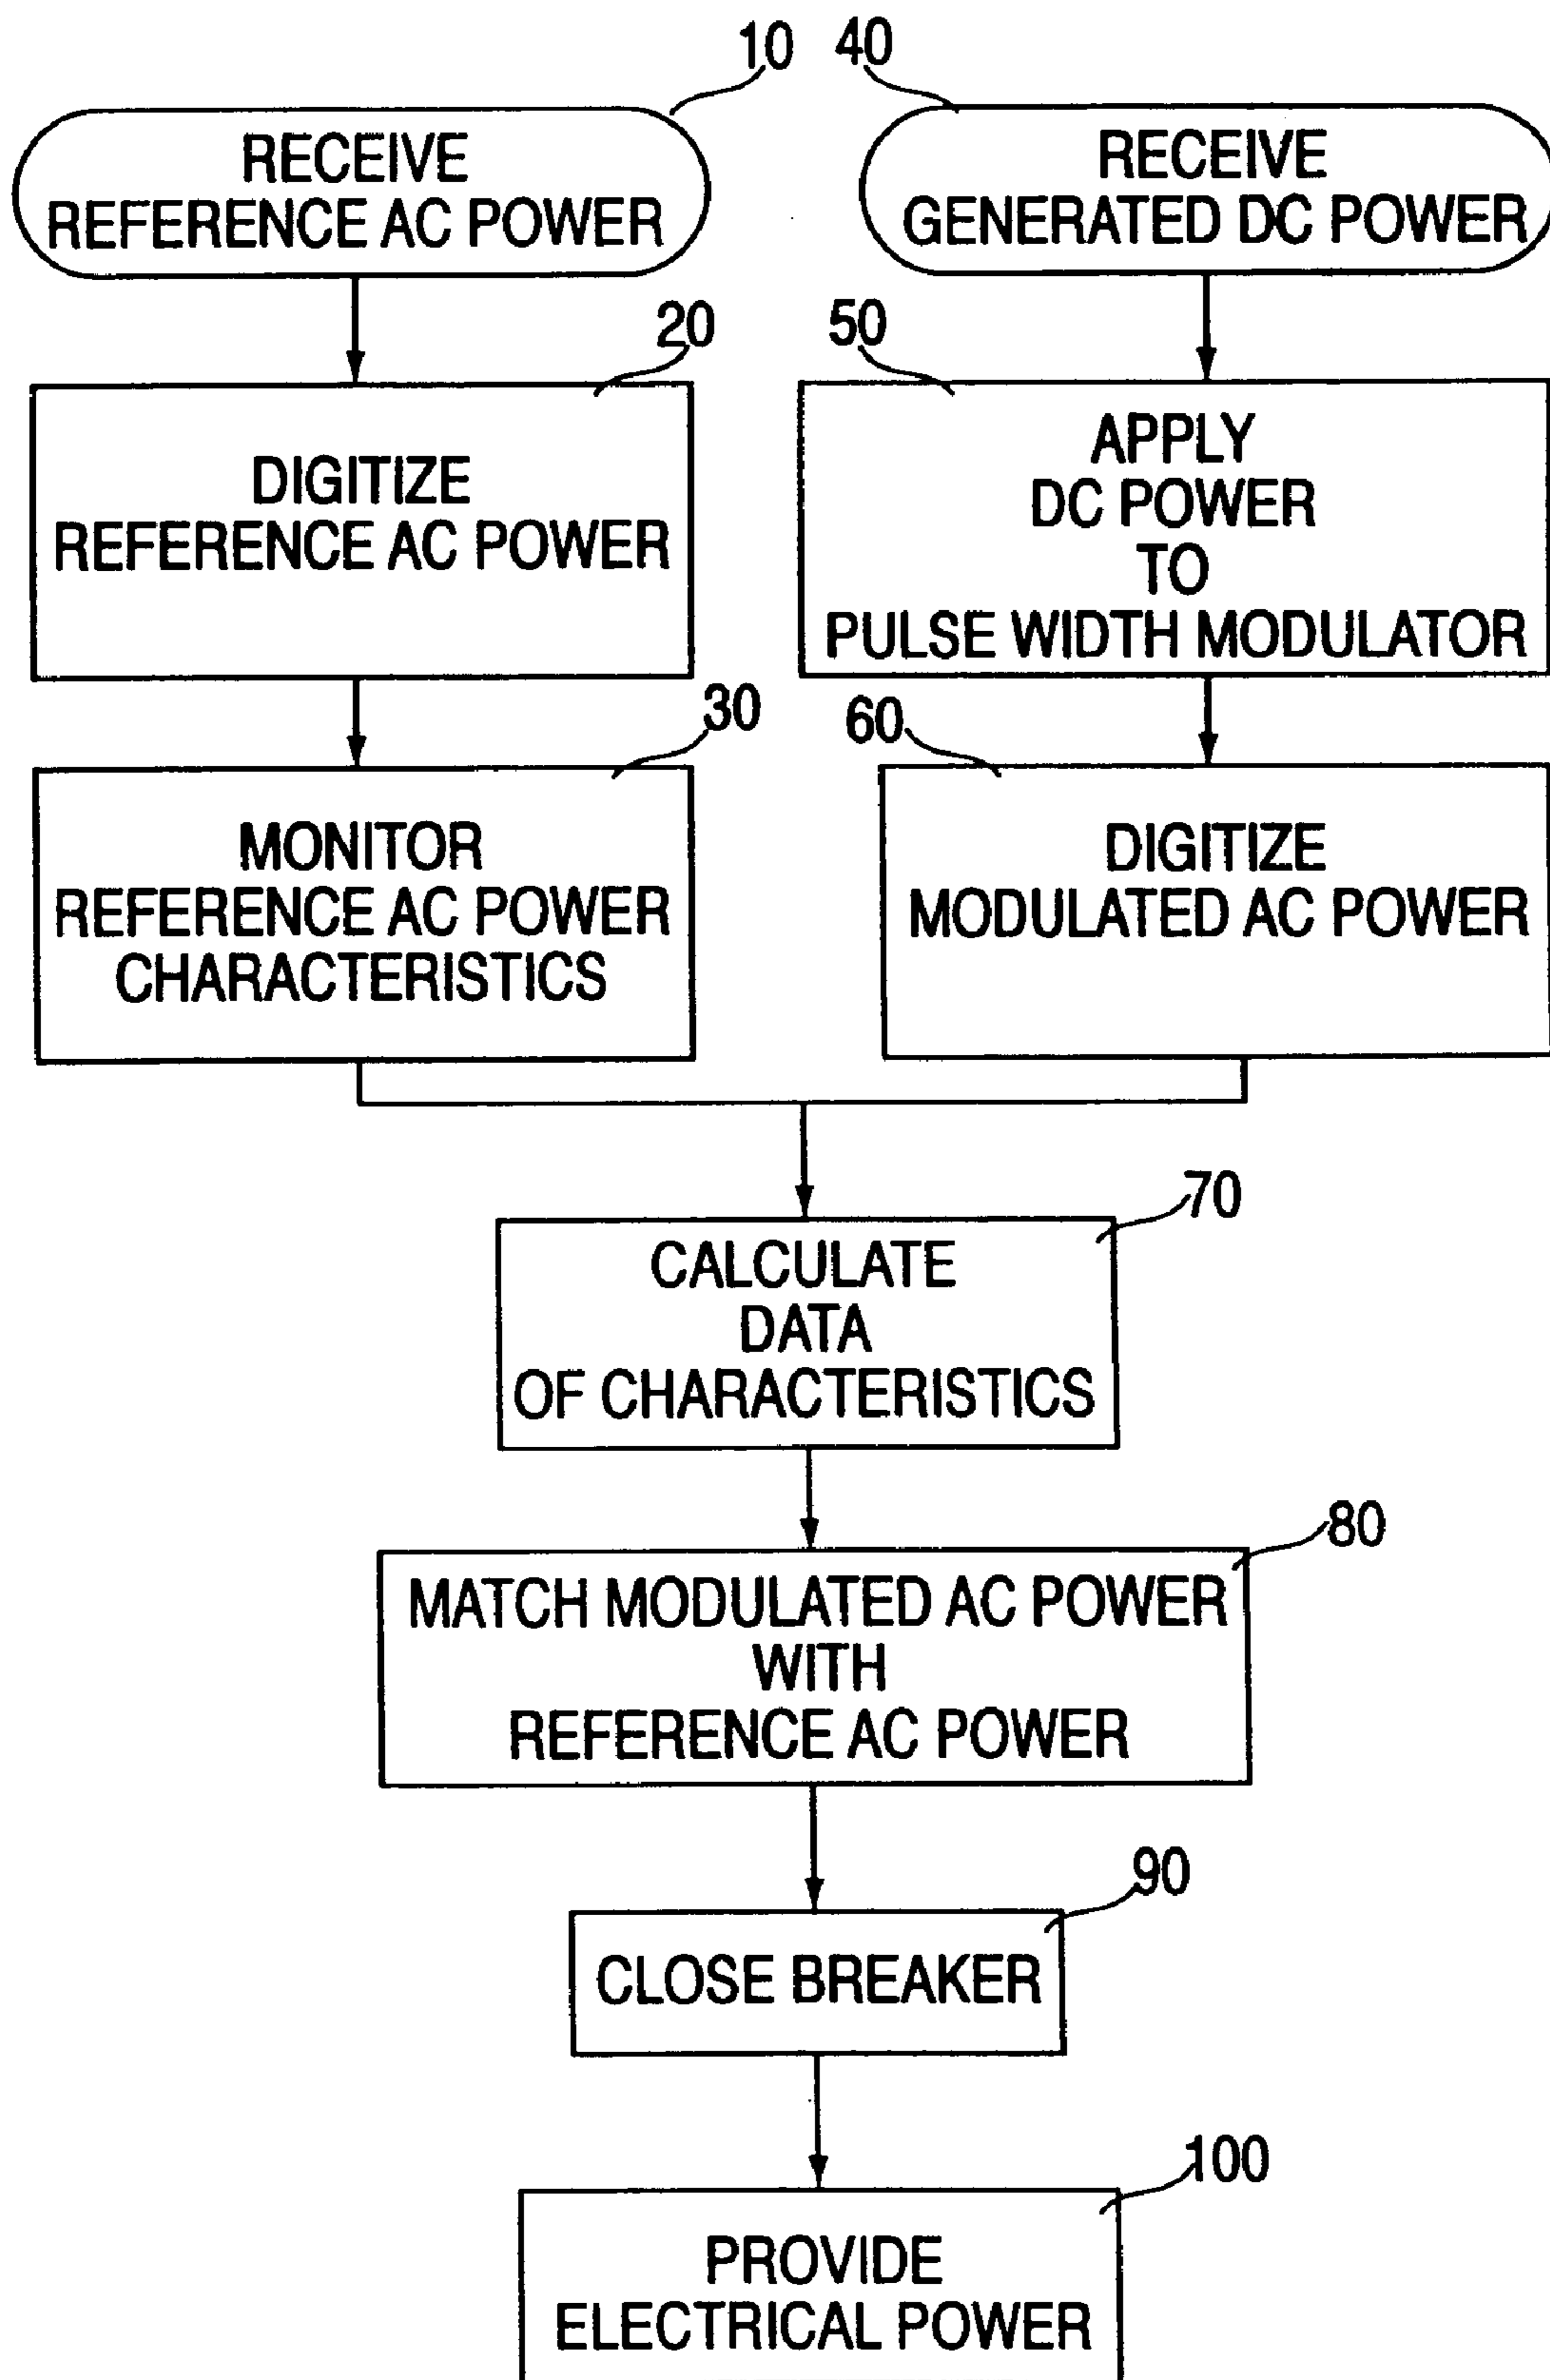 10
RECEIVE
REFERENCE AC POWER
20
DIGITIZE
REFERENCE AC POWER
30
MONITOR
REFERENCE AC POWER
CHARACTERISTICS
40
RECEIVE
GENERATED DC POWER
50
APPLY
DC POWER
TO
PULSE WIDTH MODULATOR
60
DIGITIZE
MODULATED AC POWER
70
CALCULATE
DATA
OF CHARACTERISTICS
80
MATCH MODULATED AC POWER
WITH
REFERENCE AC POWER
90
CLOSE BREAKER
100
PROVIDE
ELECTRICAL POWER